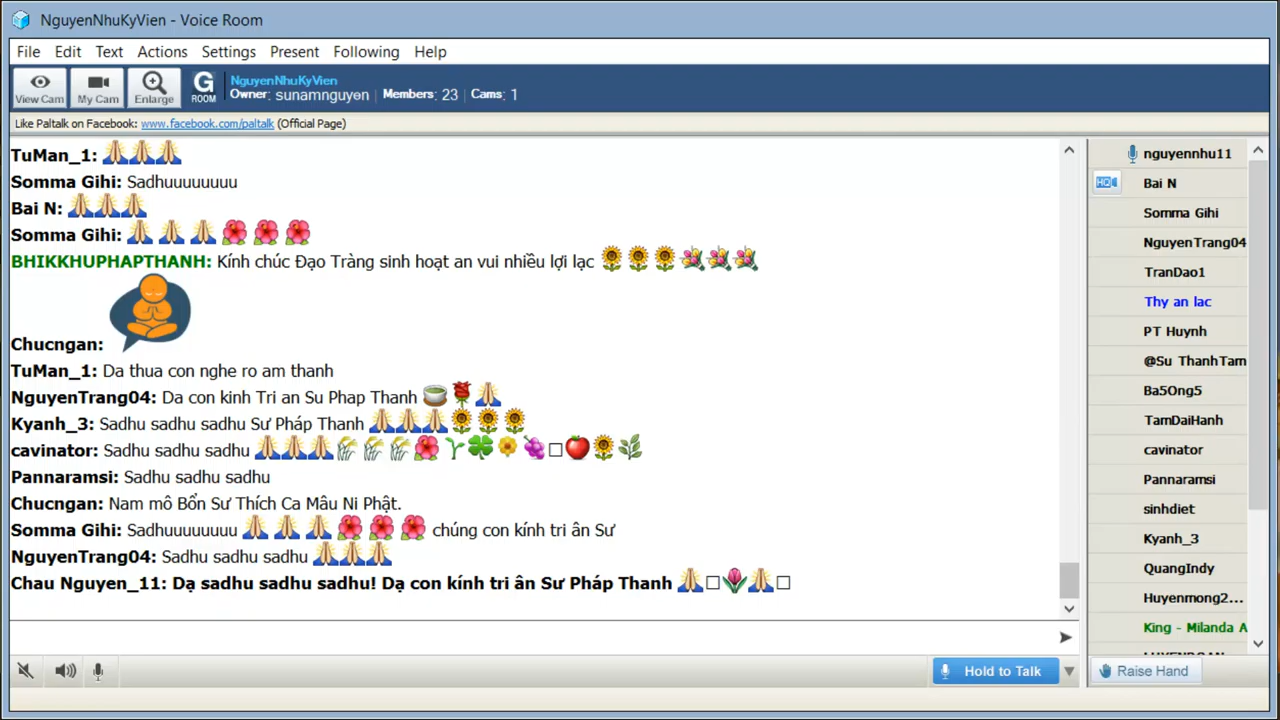 NguyenNhuKyVien - Voice Room
File Edit Text Actions Settings Present Following Help
View Cam
My Cam
Enlarge
G
ROOM
NguyenNhuKyVien
Owner: sunamnguyen Members: 23 Cams: 1
Like Paltalk on Facebook: www.facebook.com/paltalk (Official Page)
TuMan_1: 🙏🙏🙏
Somma Gihi: Sadhuuuuuuuu
Bai N: 🙏🙏🙏
Somma Gihi: 🙏 🙏 🙏 🌺 🌺 🌺
BHIKKHUPHAPTHANH: Kính chúc Đạo Tràng sinh hoạt an vui nhiều lợi lạc 🌻🌻🌻💐💐💐
Chucngan:
TuMan_1: Da thua con nghe ro am thanh
NguyenTrang04: Da con kinh Tri an Su Phap Thanh 🍵🌹🙏
Kyanh_3: Sadhu sadhu sadhu Sư Pháp Thanh 🙏🙏🙏🌻🌻🌻
cavinator: Sadhu sadhu sadhu 🙏🙏🙏🌾🌾🌾🌺🌱🍀🌼🍇□🍎🌻🌿
Pannaramsi: Sadhu sadhu sadhu
Chucngan: Nam mô Bổn Sư Thích Ca Mâu Ni Phật.
Somma Gihi: Sadhuuuuuuuu 🙏 🙏 🙏 🌺 🌺 🌺 chúng con kính tri ân Sư
NguyenTrang04: Sadhu sadhu sadhu 🙏🙏🙏
Chau Nguyen_11: Dạ sadhu sadhu sadhu! Dạ con kính tri ân Sư Pháp Thanh 🙏□🌷🙏□
Hold to Talk
nguyennhu11
HD
Bai N
Somma Gihi
NguyenTrang04
TranDao1
Thy an lac
PT Huynh
@Su ThanhTam
Ba5Ong5
TamDaiHanh
cavinator
Pannaramsi
sinhdiet
Kyanh_3
QuangIndy
Huyenmong2...
King - Milanda A
Raise Hand